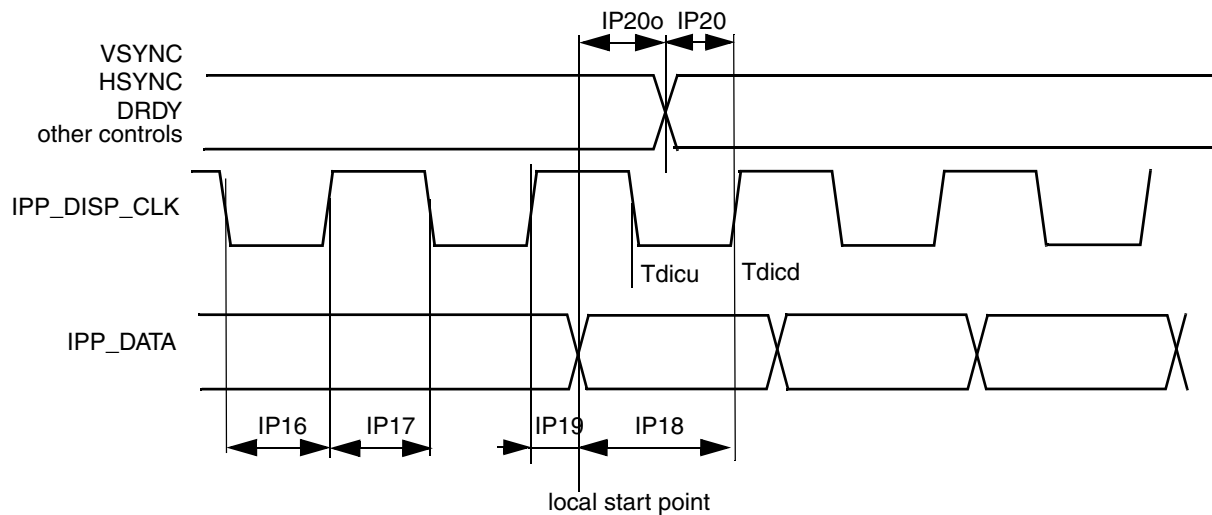 IP20o IP20
VSYNC
HSYNC
DRDY
other controls
IPP_DISP_CLK
Tdicu
Tdicd
IPP_DATA
IP16 IP17 IP19 IP18
local start point